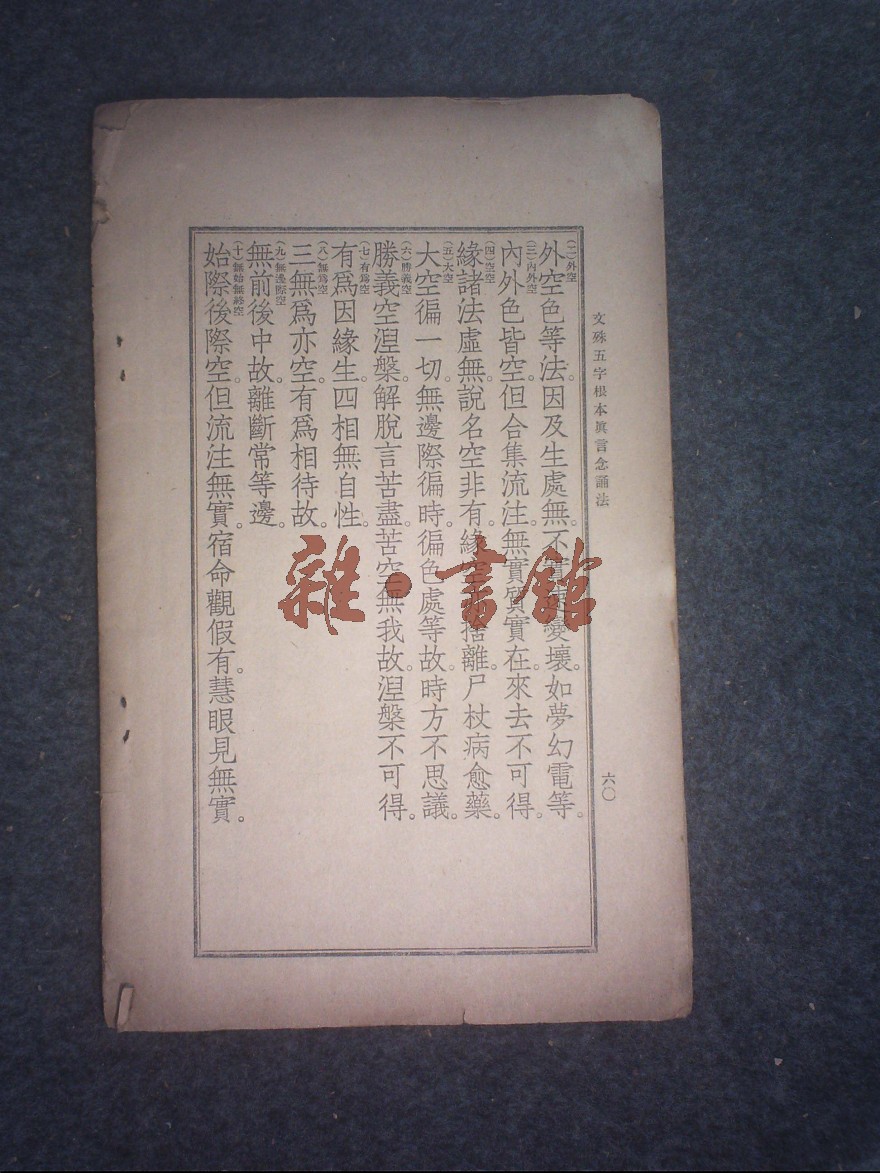 文殊五字根本眞言念誦法
六〇
(二)外空
外空色等法。因及生處無。不變壞。如夢幻電等。
(三)內外空
內外色皆空。但合集流注。無實質實在。來去不可得。
(四)空空
緣諸法虛無。說名空非有。緣捨離。尸杖病愈藥。
(五)大空
大空徧一切。無邊際徧時。徧色處等故。時方不思議。
(六)勝義空
勝義空涅槃。解脫言苦盡。苦空無我故。涅槃不可得。
(七)有爲空
有爲因緣生。四相無自性。
(八)無爲空
三無爲亦空。有爲相待故。
(九)無邊際空
無前後中故。離斷常等邊。
(十)無始無終空
始際後際空。但流注無實。宿命觀假有。慧眼見無實。
雜·書館